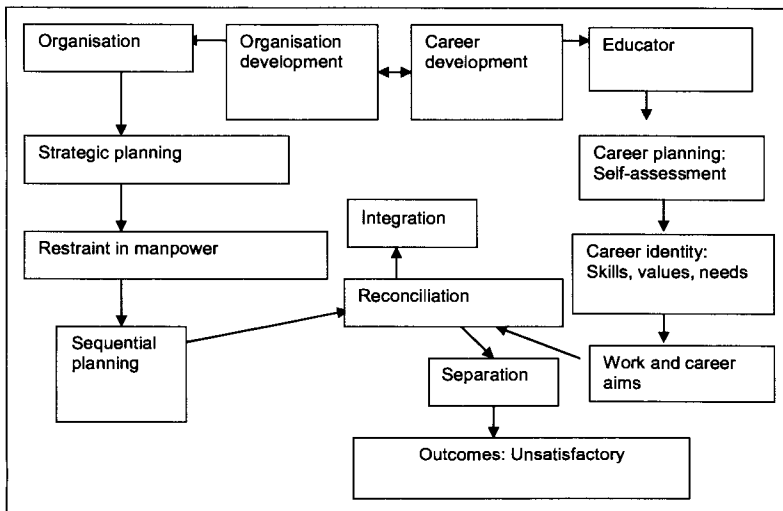 Organisation
Organisation
development
Career
development
Educator
Strategic planning
Career planning:
Self-assessment
Integration
Restraint in manpower
Career identity:
Skills, values, needs
Reconciliation
Sequential
planning
Separation
Work and career
aims
Outcomes: Unsatisfactory